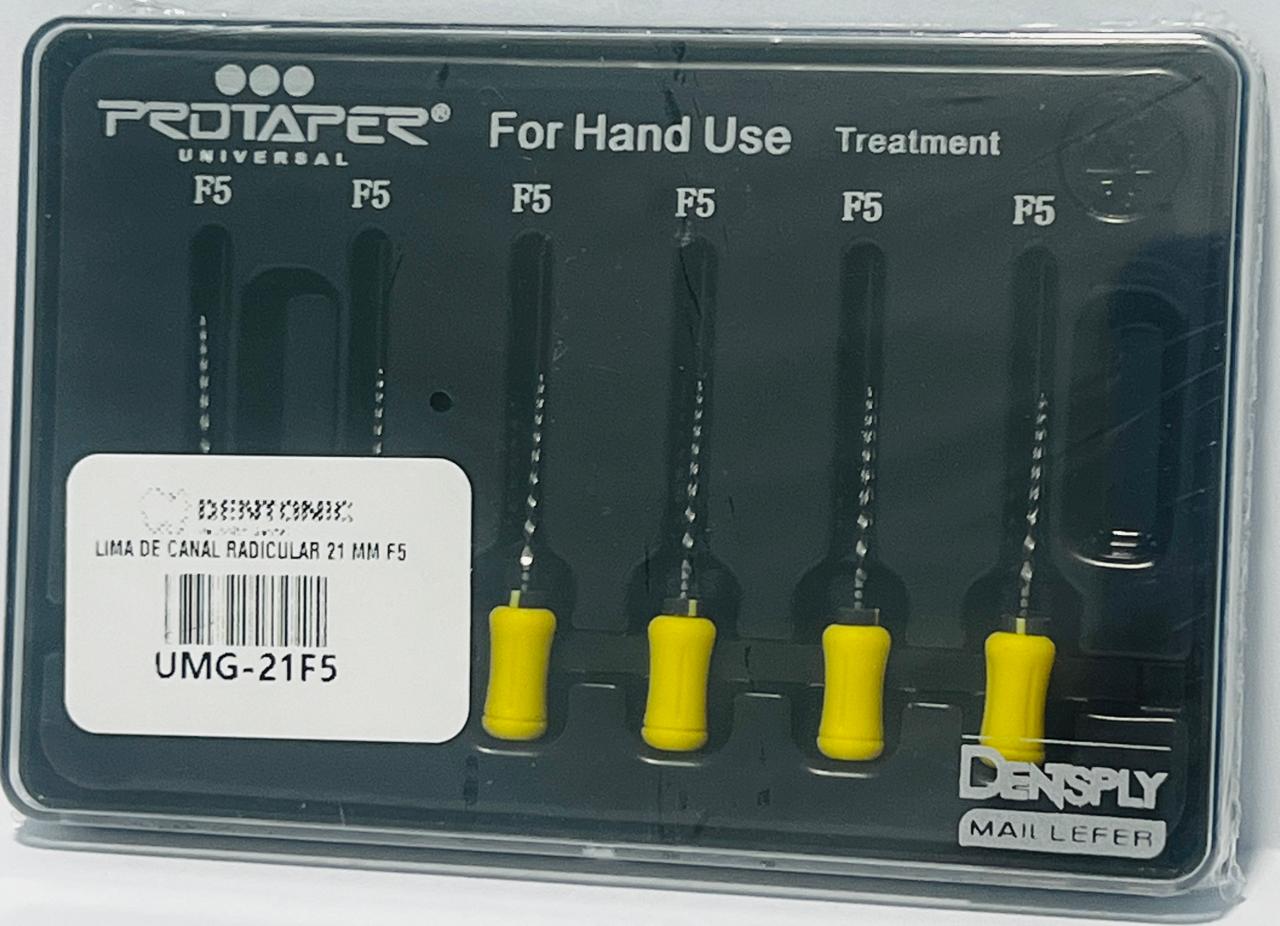 PROTAPER®
UNIVERSAL
For Hand Use Treatment
F5 F5 F5 F5 F5 F5
DENTONIC
LIMA DE CANAL RADICULAR 21 MM F5
UMG-21F5
DENTSPLY
MAILLEFER